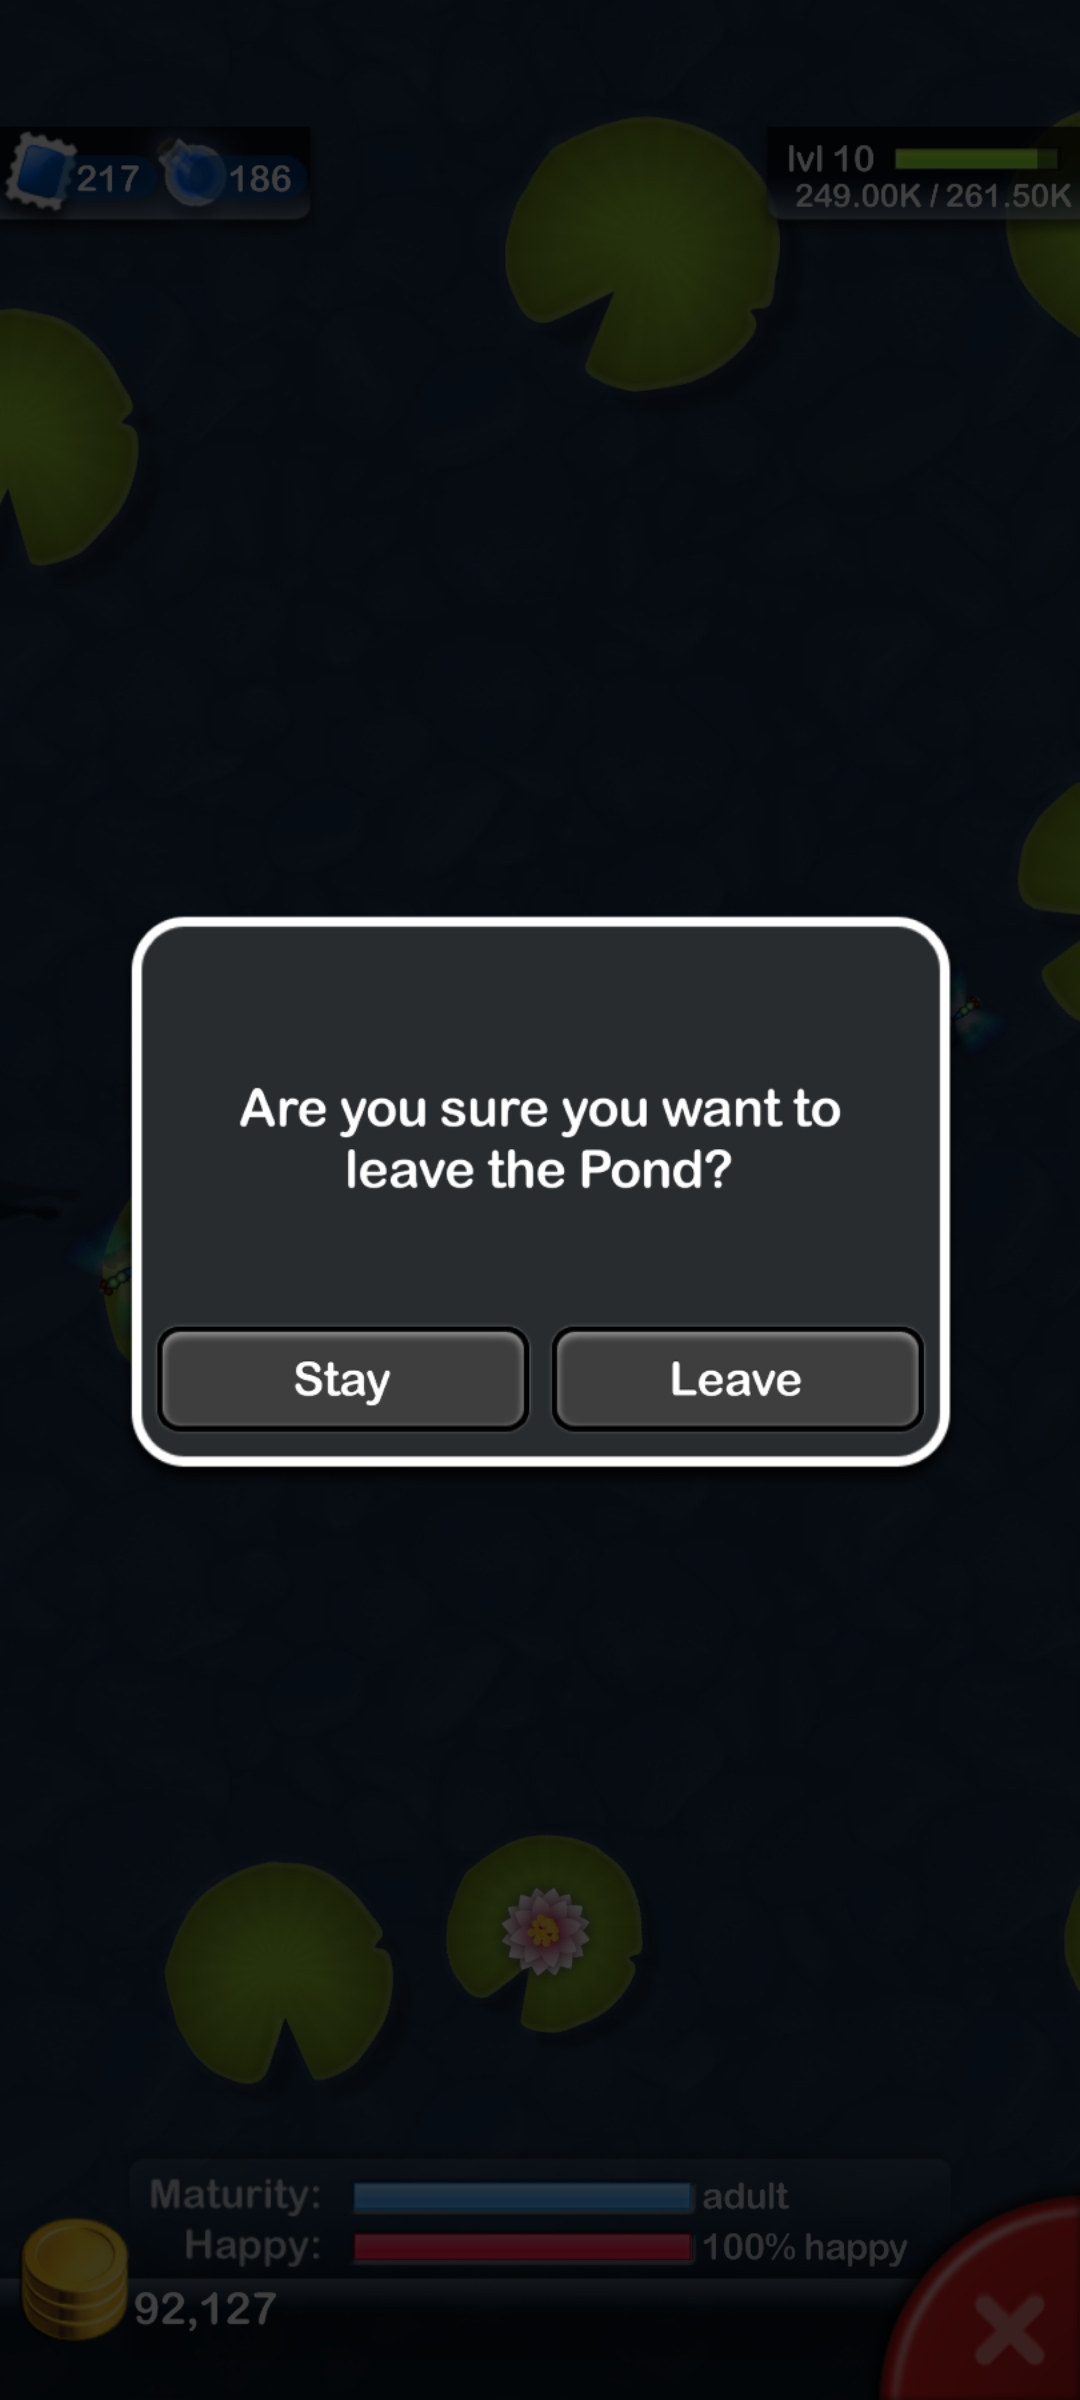 217
186
lvl 10
249.00K / 261.50K
Are you sure you want to
leave the Pond?
Stay
Leave
Maturity:
adult
Happy:
100% happy
92,127